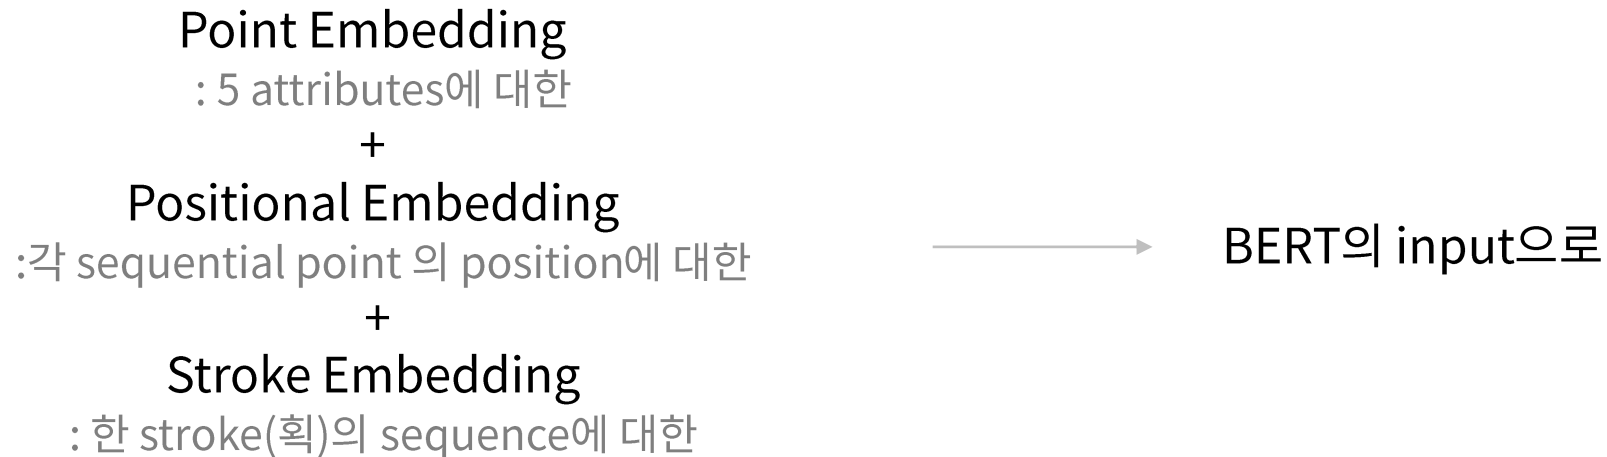 Point Embedding
: 5 attributes에 대한
+
Positional Embedding
:각 sequential point 의 position에 대한
+
Stroke Embedding
: 한 stroke(획)의 sequence에 대한
BERT의 input으로